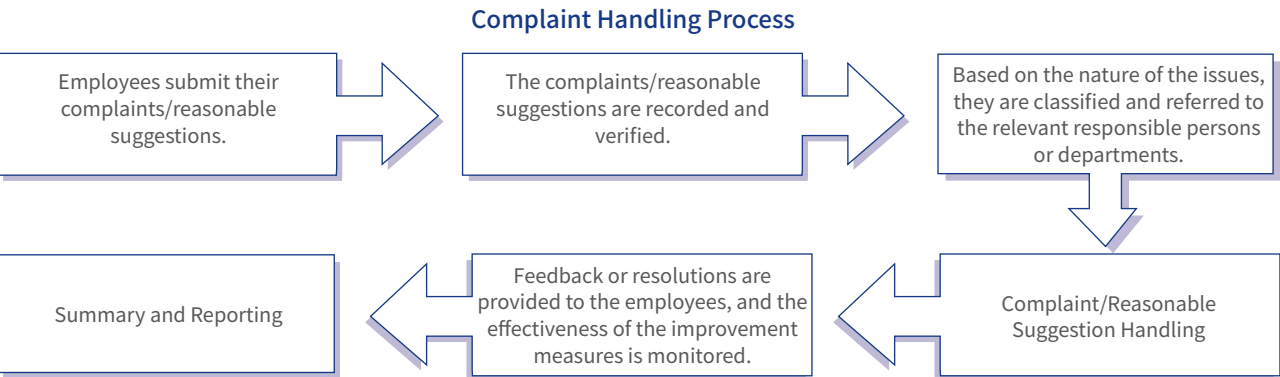 Complaint Handling Process
Employees submit their
complaints/reasonable
suggestions.
The complaints/reasonable
suggestions are recorded and
verified.
Based on the nature of the issues,
they are classified and referred to
the relevant responsible persons
or departments.
Complaint/Reasonable
Suggestion Handling
Feedback or resolutions are
provided to the employees, and the
effectiveness of the improvement
measures is monitored.
Summary and Reporting